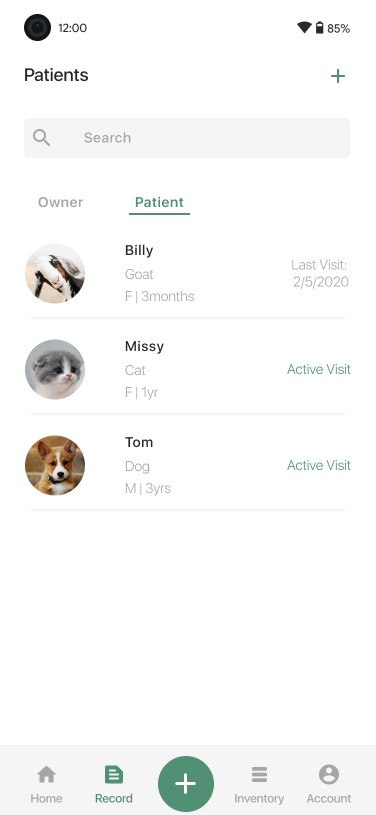 12:00
85%
Patients
Search
Owner
Patient
Billy
Goat
F | 3months
Last Visit:
2/5/2020
Missy
Cat
F | 1yr
Active Visit
Tom
Dog
M | 3yrs
Active Visit
Home
Record
Inventory
Account